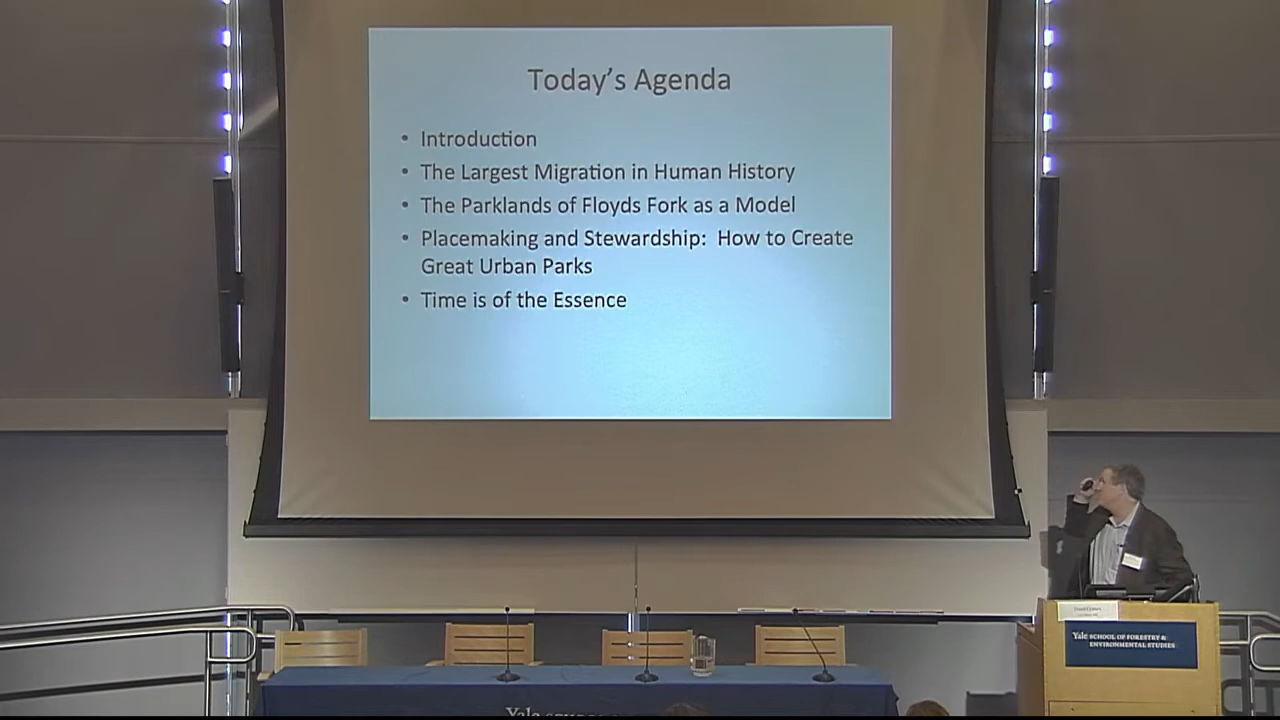 Today's Agenda
• Introduction
• The Largest Migration in Human History
• The Parklands of Floyds Fork as a Model
• Placemaking and Stewardship:  How to Create
Great Urban Parks
• Time is of the Essence
Yale SCHOOL OF FORESTRY &
ENVIRONMENTAL STUDIES
Yale